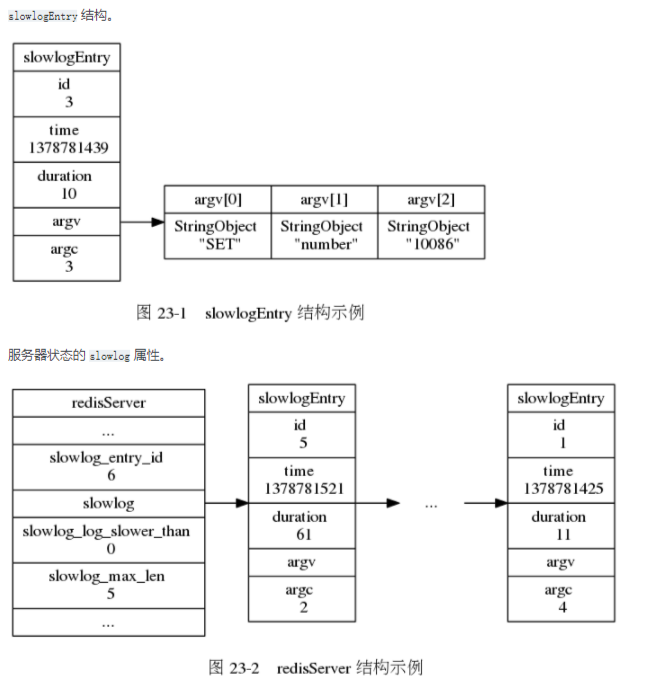 slowlogEntry 结构。
slowlogEntry
id
3
time
1378781439
duration
10
argv
argc
3
argv[0] argv[1] argv[2]
StringObject StringObject StringObject
"SET" "number" "10086"
图 23-1 slowlogEntry 结构示例
服务器状态的 slowlog 属性。
redisServer
...
slowlog_entry_id
6
slowlog
slowlog_log_slower_than
0
slowlog_max_len
5
...
slowlogEntry
id
5
time
1378781521
duration
61
argv
argc
2
...
slowlogEntry
id
1
time
1378781425
duration
11
argv
argc
4
图 23-2 redisServer 结构示例